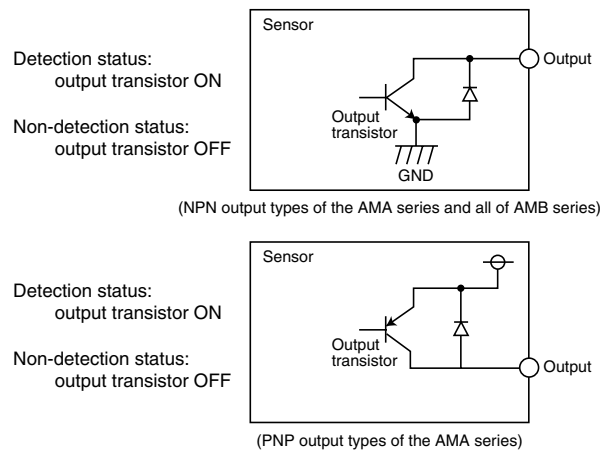 Sensor
Detection status:
output transistor ON
Non-detection status:
output transistor OFF
Output
Output
transistor
GND
(NPN output types of the AMA series and all of AMB series)
Sensor
Detection status:
output transistor ON
Non-detection status:
output transistor OFF
Output
transistor
Output
(PNP output types of the AMA series)